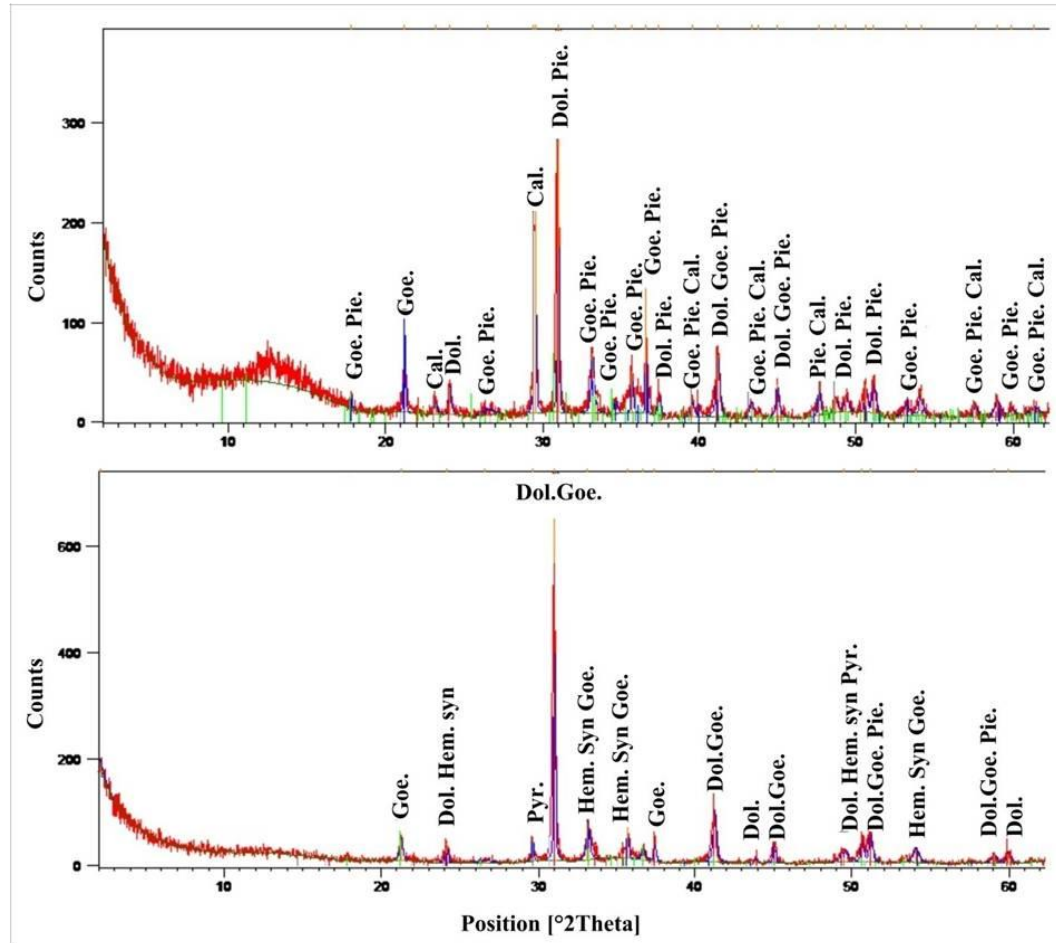 Counts
300
200
100
0
Goe. Pie.
Goe.
Cal.
Dol.
Goe. Pie.
Cal.
Dol. Pie.
Goe. Pie.
Goe. Pie.
Goe. Pie.
Goe. Pie.
Dol. Pie.
Goe. Pie. Cal.
Dol. Goe. Pie.
Goe. Pie. Cal.
Dol. Goe. Pie.
Pie. Cal.
Dol. Pie.
Dol. Pie.
Goe. Pie.
Goe. Pie. Cal.
Goe. Pie.
Goe. Pie. Cal.
10 20 30 40 50 60
Dol.Goe.
Counts
600
400
200
0
Goe.
Dol. Hem. syn
Pyr.
Hem. Syn Goe.
Hem. Syn Goe.
Goe.
Dol.Goe.
Dol.
Dol.Goe.
Dol. Hem. syn Pyr.
Dol.Goe. Pie.
Hem. Syn Goe.
Dol.Goe. Pie.
Dol.
10 20 30 40 50 60
Position [°2Theta]